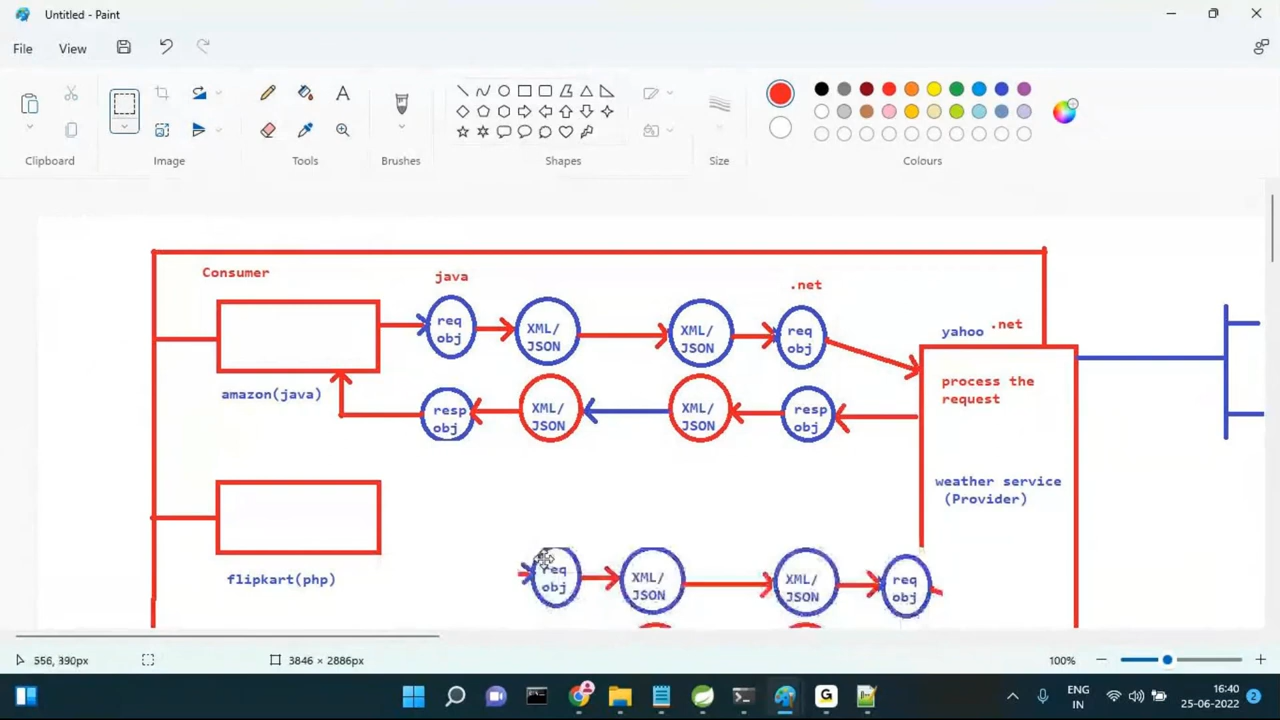 Untitled - Paint
File
View
Clipboard
Image
Tools
Brushes
Shapes
Size
Colours
Consumer
java
.net
req
obj
XML/
JSON
XML/
JSON
req
obj
yahoo
.net
process the
request
amazon(java)
resp
obj
XML/
JSON
XML/
JSON
resp
obj
weather service
(Provider)
flipkart(php)
req
obj
XML/
JSON
XML/
JSON
req
obj
556, 390px
3846 × 2886px
100%
ENG
IN
16:40
25-06-2022
2